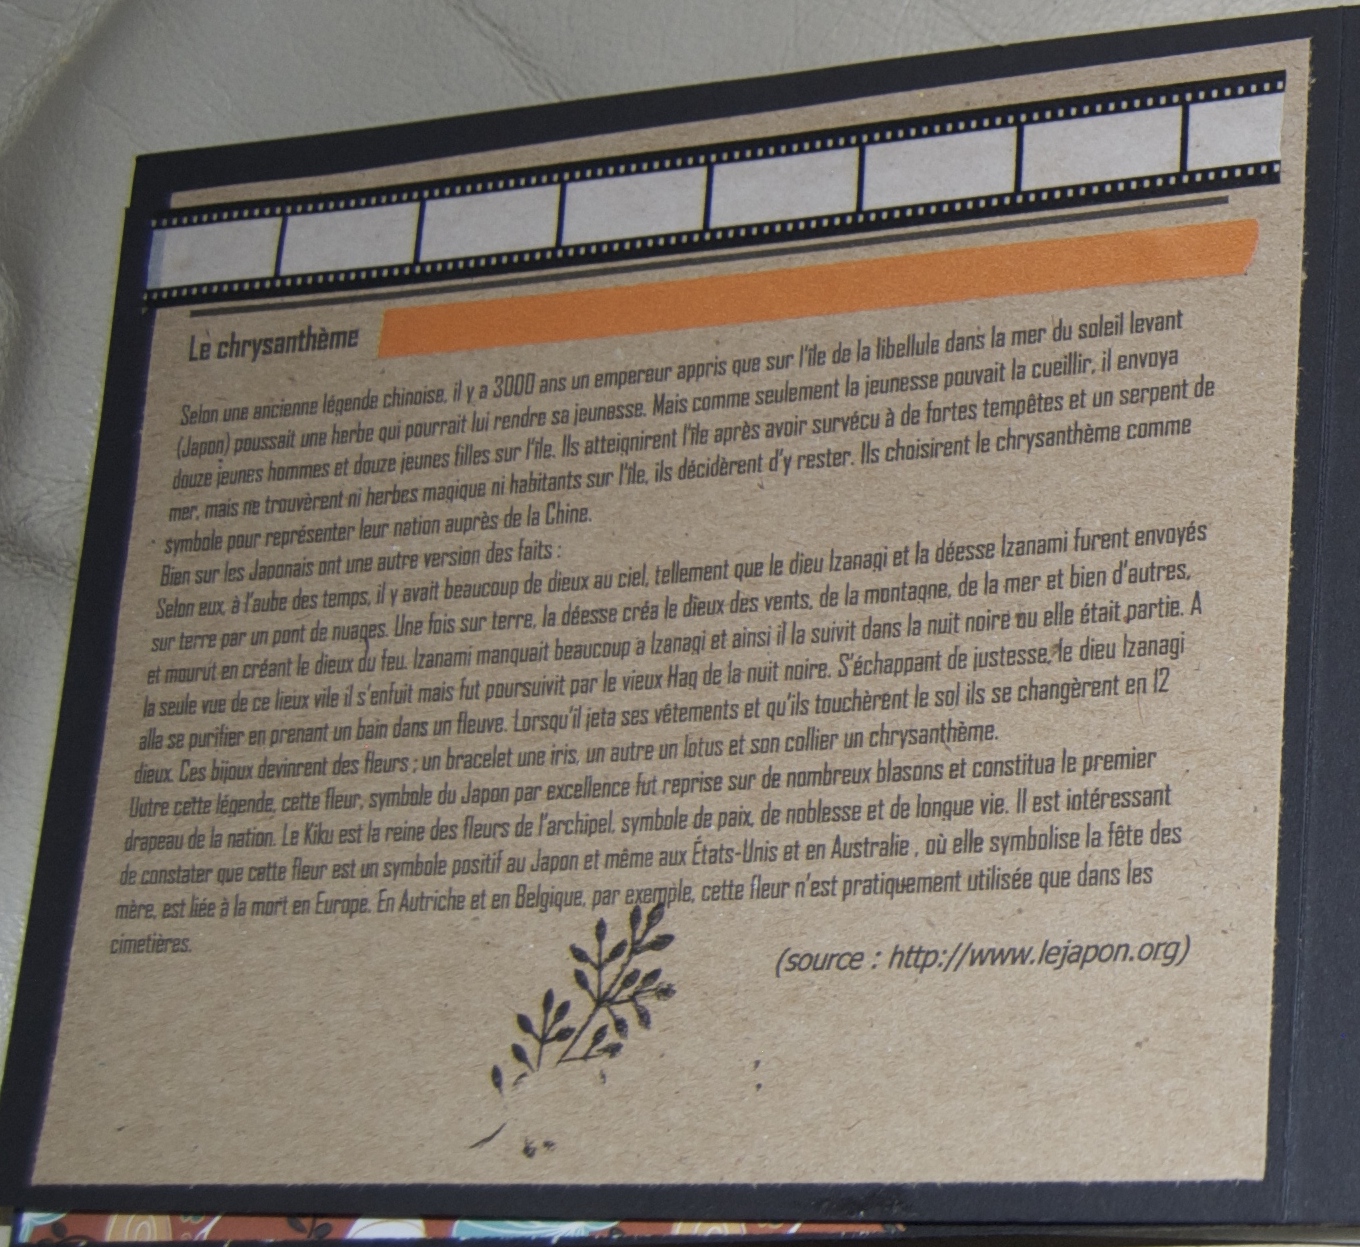 Le chrysanthème
Selon une ancienne légende chinoise, il y a 3000 ans un empereur appris que sur l'île de la libellule dans la mer du soleil levant
(Japon) poussait une herbe qui pourrait lui rendre sa jeunesse. Mais comme seulement la jeunesse pouvait la cueillir, il envoya
douze jeunes hommes et douze jeunes filles sur l'île. Ils atteignirent l'île après avoir survécu à de fortes tempêtes et un serpent de
mer, mais ne trouvèrent ni herbes magique ni habitants sur l'île, ils décidèrent d'y rester. Ils choisirent le chrysanthème comme
symbole pour représenter leur nation auprès de la Chine.
Bien sur les Japonais ont une autre version des faits :
Selon eux, à l'aube des temps, il y avait beaucoup de dieux au ciel, tellement que le dieu Izanagi et la déesse Izanami furent envoyés
sur terre par un pont de nuages. Une fois sur terre, la déesse créa le dieux des vents, de la montagne, de la mer et bien d'autres,
et mourut en créant le dieux du feu. Izanami manquait beaucoup a Izanagi et ainsi il la suivit dans la nuit noire ou elle était partie. A
la seule vue de ce lieux vile il s'enfuit mais fut poursuivit par le vieux Hag de la nuit noire. S'échappant de justesse, le dieu Izanagi
alla se purifier en prenant un bain dans un fleuve. Lorsqu'il jeta ses vêtements et qu'ils touchèrent le sol ils se changèrent en 12
dieux. Ces bijoux devinrent des fleurs ; un bracelet une iris, un autre un lotus et son collier un chrysanthème.
Outre cette légende, cette fleur, symbole du Japon par excellence fut reprise sur de nombreux blasons et constitua le premier
drapeau de la nation. Le Kiku est la reine des fleurs de l'archipel, symbole de paix, de noblesse et de longue vie. Il est intéressant
de constater que cette fleur est un symbole positif au Japon et même aux États-Unis et en Australie , où elle symbolise la fête des
mère, est liée à la mort en Europe. En Autriche et en Belgique, par exemple, cette fleur n'est pratiquement utilisée que dans les
cimetières.
(source : http://www.lejapon.org)